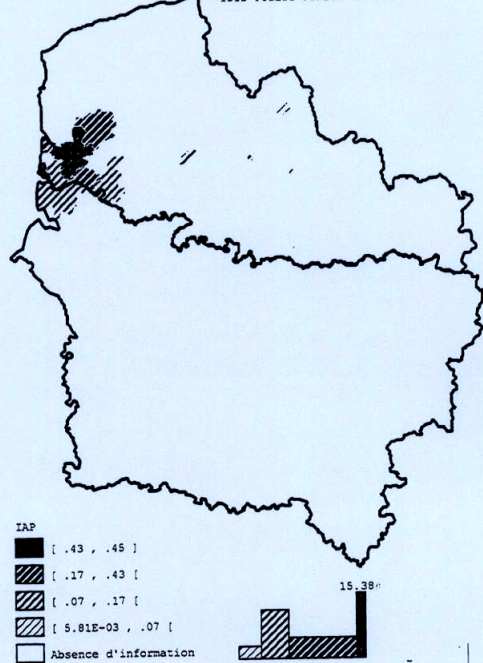 IAP
[ .43 , .45 ]
[ .17 , .43 [
[ .07 , .17 [
[ 5.81E-03 , .07 [
Absence d'information
15.38